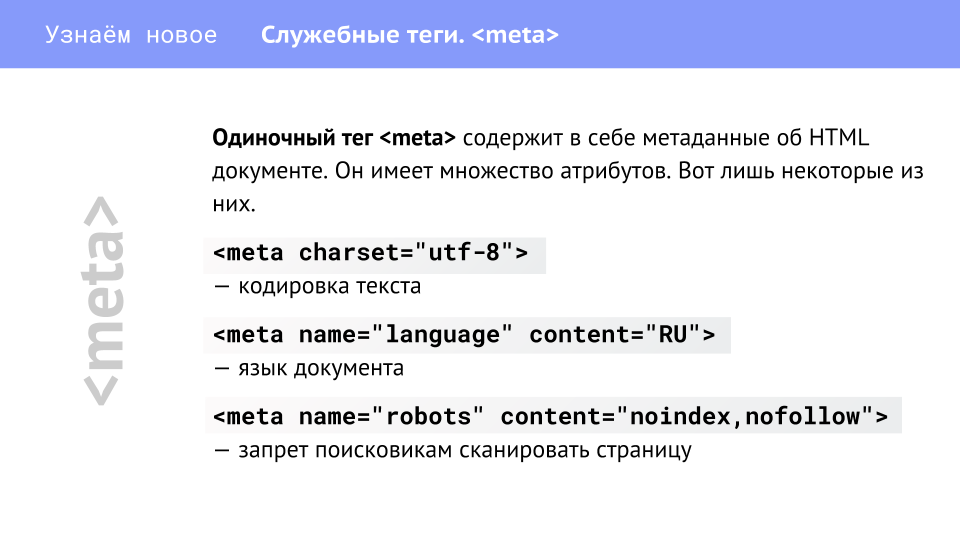 Узнаём новое Служебные теги. <meta>
<meta>
Одиночный тег <meta> содержит в себе метаданные об HTML
документе. Он имеет множество атрибутов. Вот лишь некоторые из
них.
<meta charset="utf-8">
— кодировка текста
<meta name="language" content="RU">
— язык документа
<meta name="robots" content="noindex,nofollow">
— запрет поисковикам сканировать страницу